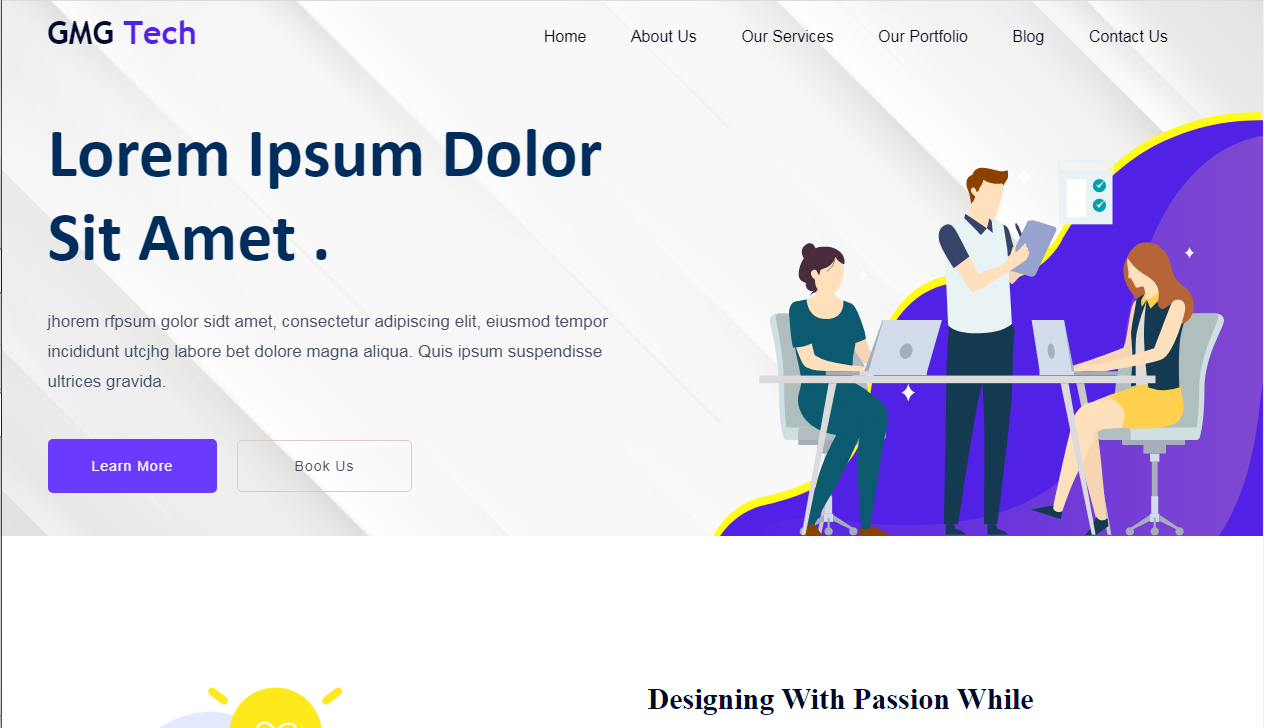 GMG Tech
Home About Us Our Services Our Portfolio Blog Contact Us
Lorem Ipsum Dolor
Sit Amet .
jhorem rfpsum golor sidt amet, consectetur adipiscing elit, eiusmod tempor
incididunt utcjhg labore bet dolore magna aliqua. Quis ipsum suspendisse
ultrices gravida.
Learn More Book Us
Designing With Passion While